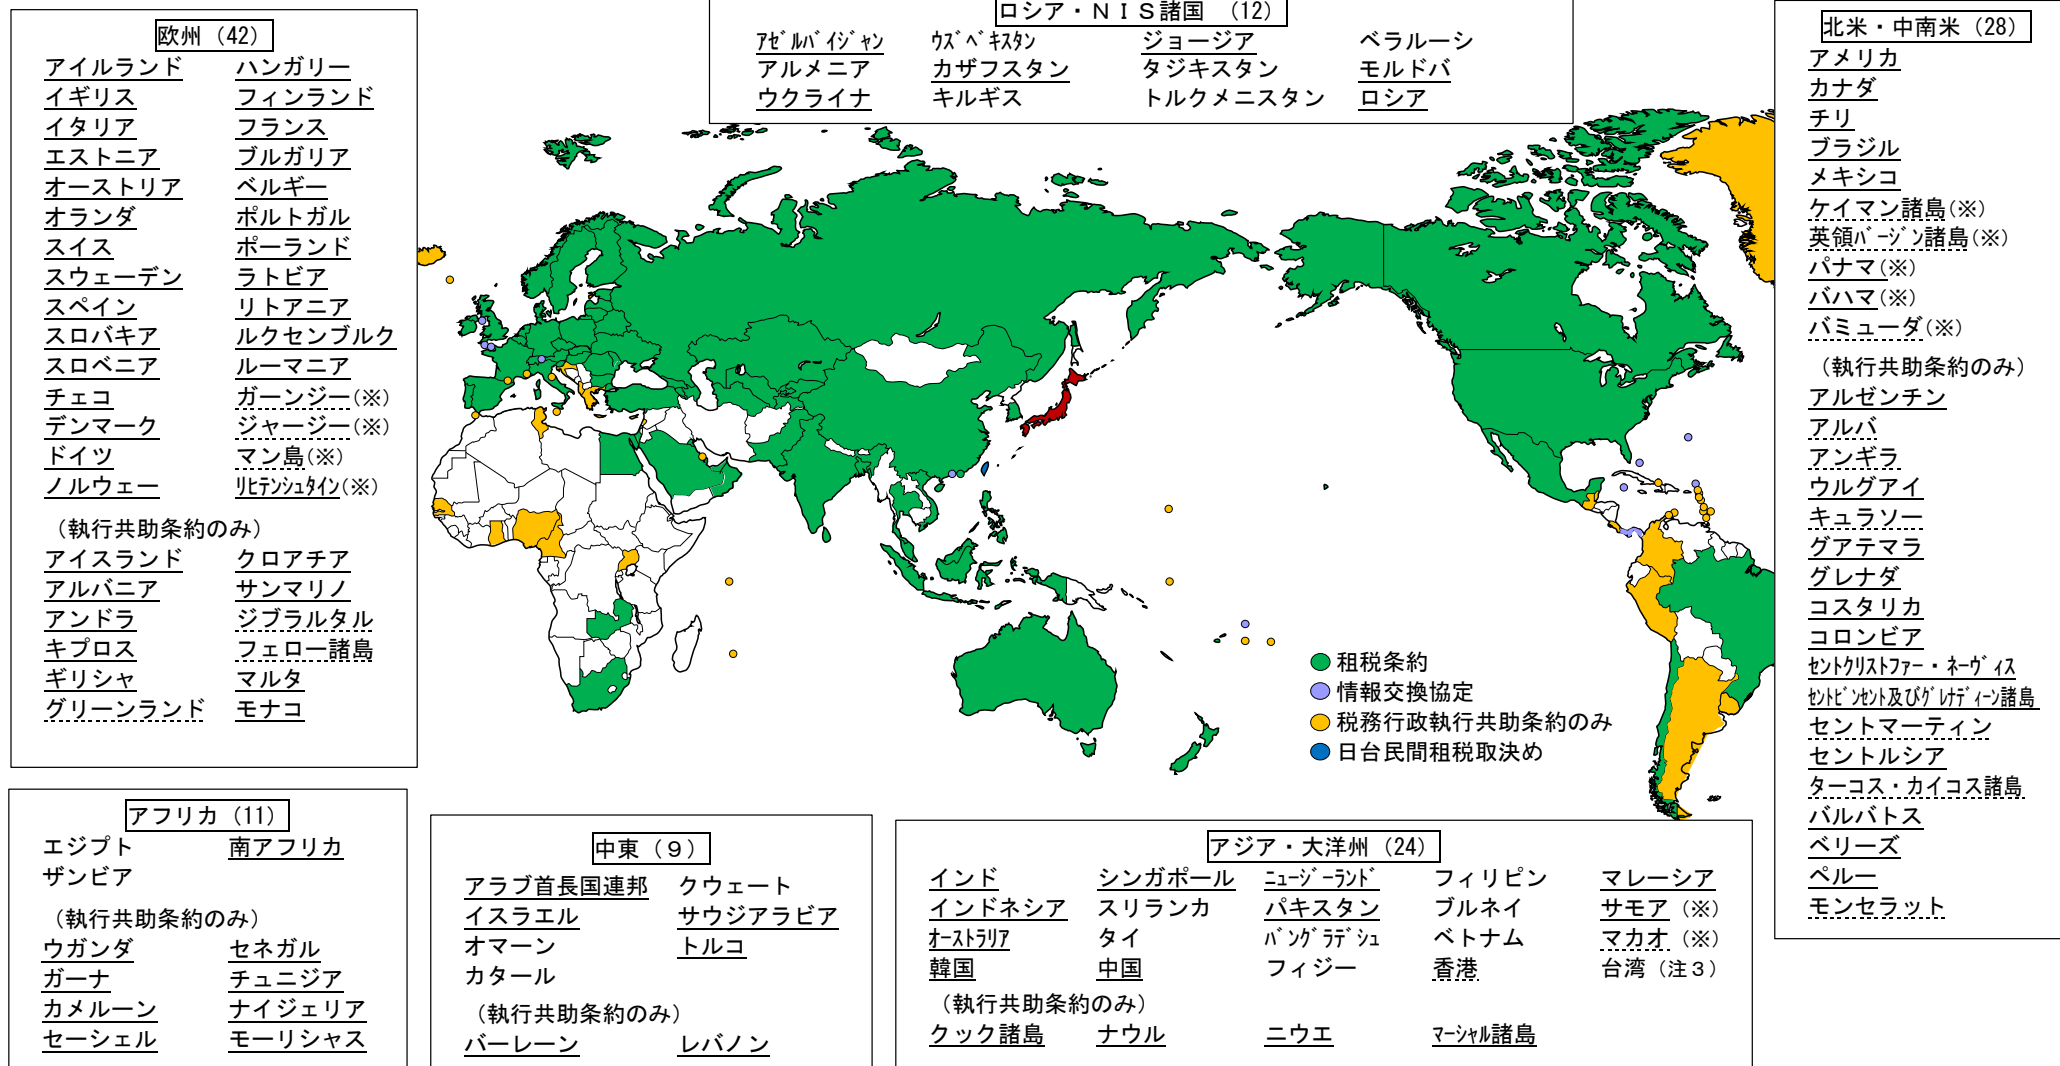 欧州（42）
アイルランド ハンガリー
イギリス フィンランド
イタリア フランス
エストニア ブルガリア
オーストリア ベルギー
オランダ ポルトガル
スイス ポーランド
スウェーデン ラトビア
スペイン リトアニア
スロバキア ルクセンブルク
スロベニア ルーマニア
チェコ ガーンジー(※)
デンマーク ジャージー(※)
ドイツ マン島(※)
ノルウェー ﾘﾋﾃﾝｼｭﾀｲﾝ(※)
（執行共助条約のみ）
アイスランド クロアチア
アルバニア サンマリノ
アンドラ ジブラルタル
キプロス フェロー諸島
ギリシャ マルタ
グリーンランド モナコ
ロシア・ＮＩＳ諸国 （12）
ｱｾﾞﾙﾊﾞｲｼﾞｬﾝ ｳｽﾞﾍﾞｷｽﾀﾝ ジョージア ベラルーシ
アルメニア カザフスタン タジキスタン モルドバ
ウクライナ キルギス トルクメニスタン ロシア
北米・中南米（28）
アメリカ
カナダ
チリ
ブラジル
メキシコ
ケイマン諸島(※)
英領ﾊﾞｰｼﾞﾝ諸島(※)
パナマ(※)
バハマ(※)
バミューダ(※)
（執行共助条約のみ）
アルゼンチン
アルバ
アンギラ
ウルグアイ
キュラソー
グアテマラ
グレナダ
コスタリカ
コロンビア
ｾﾝﾄｸﾘｽﾄﾌｧｰ・ﾈｰｳﾞｨｽ
ｾﾝﾄﾋﾞﾝｾﾝﾄ及びｸﾞﾚﾅﾃﾞｨｰﾝ諸島
セントマーティン
セントルシア
ターコス・カイコス諸島
バルバトス
ベリーズ
ペルー
モンセラット
租税条約
情報交換協定
税務行政執行共助条約のみ
日台民間租税取決め
アフリカ（11）
エジプト 南アフリカ
ザンビア
（執行共助条約のみ）
ウガンダ セネガル
ガーナ チュニジア
カメルーン ナイジェリア
セーシェル モーリシャス
中東（９）
アラブ首長国連邦 クウェート
イスラエル サウジアラビア
オマーン トルコ
カタール
（執行共助条約のみ）
バーレーン レバノン
アジア・大洋州（24）
インド シンガポール ﾆｭｰｼﾞｰﾗﾝﾄﾞ フィリピン マレーシア
インドネシア スリランカ パキスタン ブルネイ サモア（※）
ｵｰｽﾄﾗﾘｱ タイ ﾊﾞﾝｸﾞﾗﾃﾞｼｭ ベトナム マカオ（※）
韓国 中国 フィジー 香港 台湾（注３）
（執行共助条約のみ）
クック諸島 ナウル ニウエ ﾏｰｼｬﾙ諸島